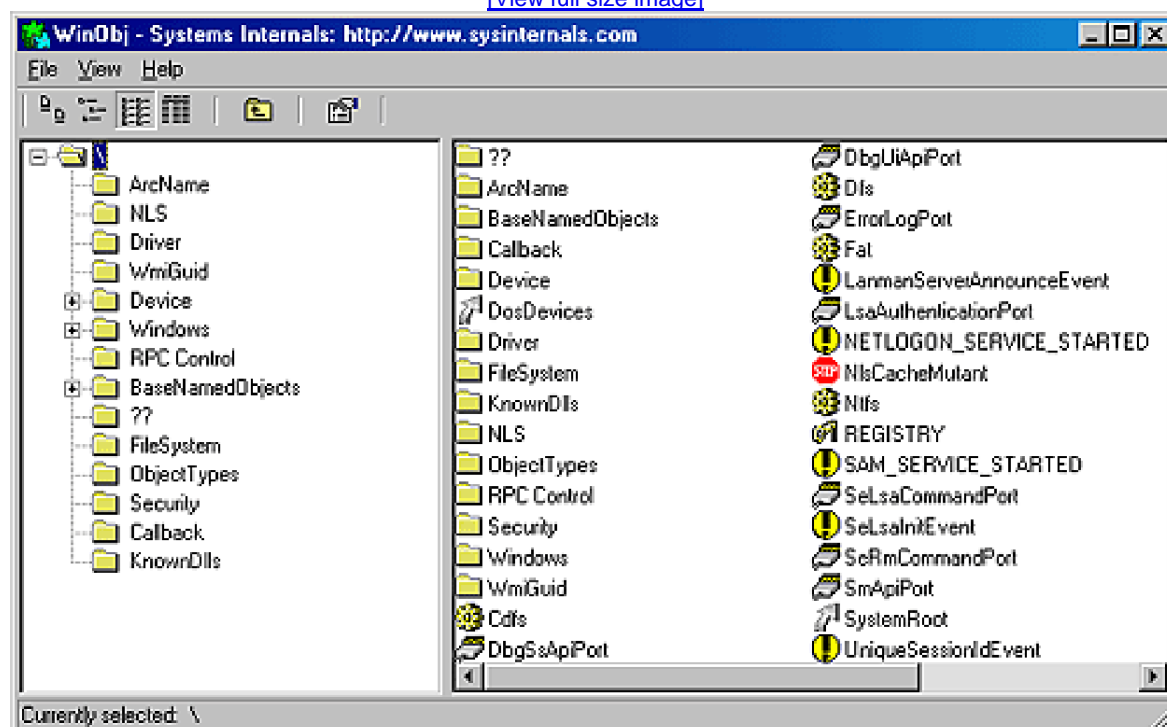 [View full size image]
WinObj - Systems Internals: http://www.sysinternals.com
File View Help
\
ArcName
NLS
Driver
WmiGuid
Device
Windows
RPC Control
BaseNamedObjects
??
FileSystem
ObjectTypes
Security
Callback
KnownDlls
??
ArcName
BaseNamedObjects
Callback
Device
DosDevices
Driver
FileSystem
KnownDlls
NLS
ObjectTypes
RPC Control
Security
Windows
WmiGuid
Cdfs
DbgSsApiPort
DbgUiApiPort
Dfs
ErrorLogPort
Fat
LanmanServerAnnounceEvent
LsaAuthenticationPort
NETLOGON_SERVICE_STARTED
STOP
NlsCacheMutant
Ntfs
REGISTRY
SAM_SERVICE_STARTED
SeLsaCommandPort
SeLsaInitEvent
SeRmCommandPort
SmApiPort
SystemRoot
UniqueSessionIdEvent
Currently selected: \